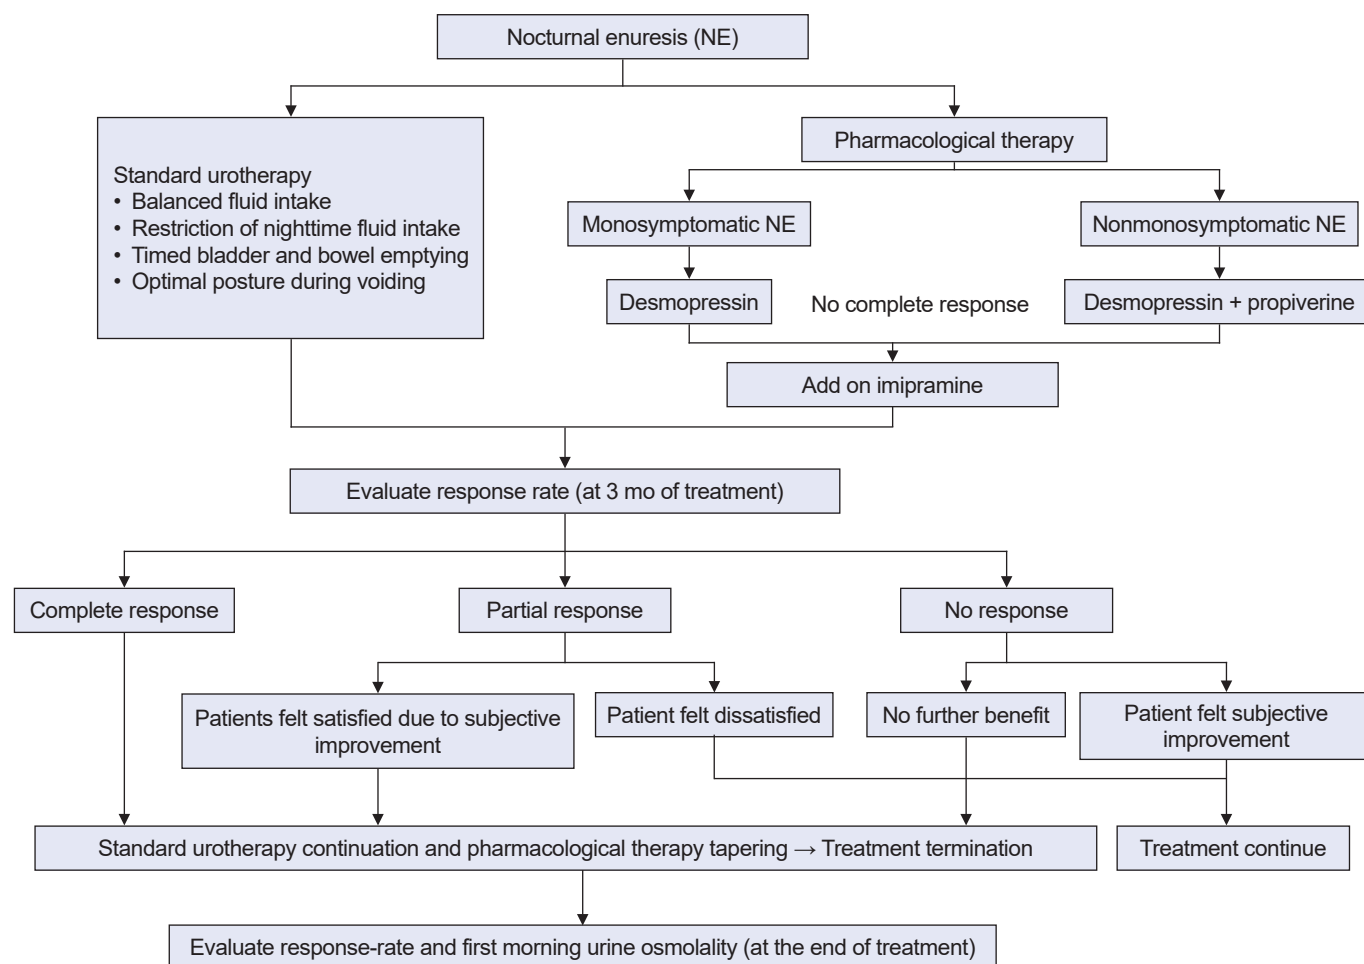 Nocturnal enuresis (NE)
Standard urotherapy
• Balanced fluid intake
• Restriction of nighttime fluid intake
• Timed bladder and bowel emptying
• Optimal posture during voiding
Pharmacological therapy
Monosymptomatic NE
Nonmonosymptomatic NE
Desmopressin
No complete response
Desmopressin + propiverine
Add on imipramine
Evaluate response rate (at 3 mo of treatment)
Complete response
Partial response
No response
Patients felt satisfied due to subjective
improvement
Patient felt dissatisfied
No further benefit
Patient felt subjective
improvement
Standard urotherapy continuation and pharmacological therapy tapering → Treatment termination
Treatment continue
Evaluate response-rate and first morning urine osmolality (at the end of treatment)